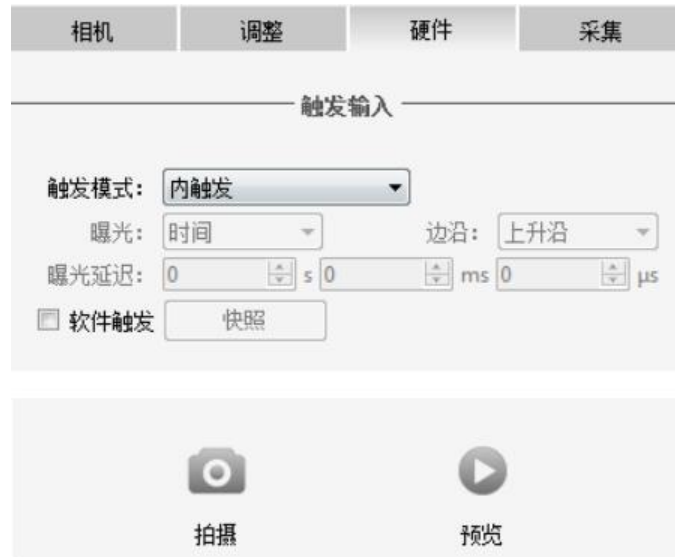 相机 调整 硬件 采集
触发输入
触发模式： 内触发
曝光： 时间 边沿： 上升沿
曝光延迟： 0 s 0 ms 0 μs
软件触发 快照
拍摄 预览